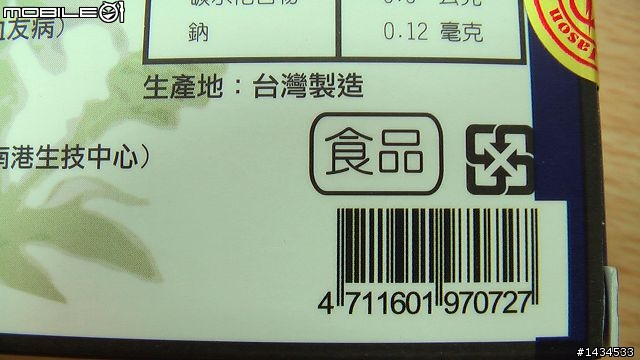 MOBILE01
友病）
鈉 0.12 毫克
生產地：台灣製造
南港生技中心）
食品
4 711601 970727
#1434538